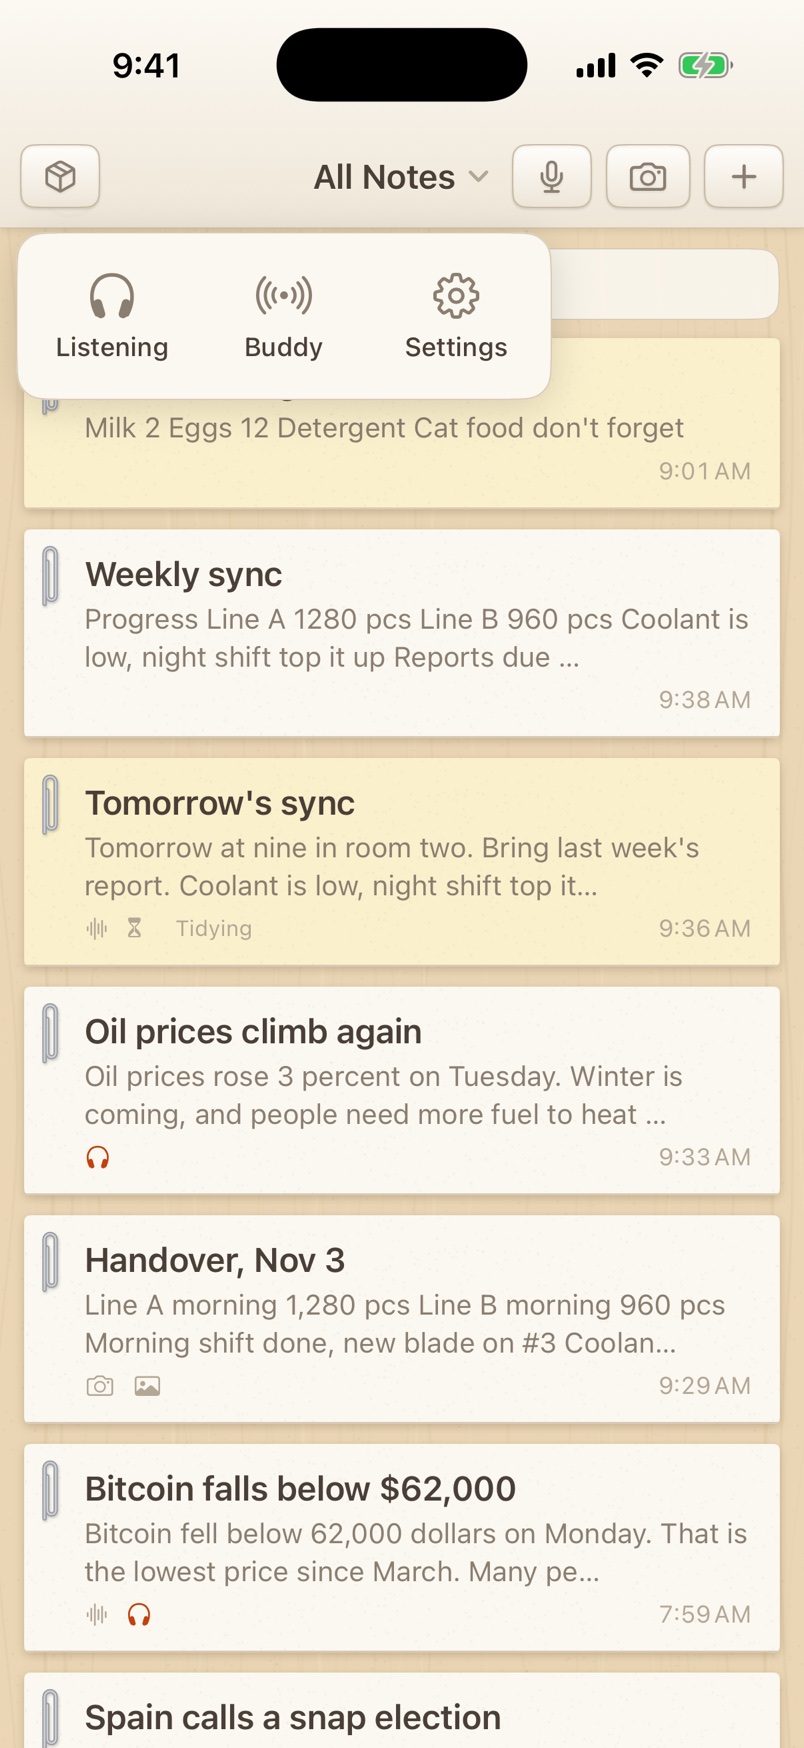 9:41
All Notes
Listening Buddy Settings
Milk 2 Eggs 12 Detergent Cat food don't forget
9:01 AM
Weekly sync
Progress Line A 1280 pcs Line B 960 pcs Coolant is
low, night shift top it up Reports due ...
9:38 AM
Tomorrow's sync
Tomorrow at nine in room two. Bring last week's
report. Coolant is low, night shift top it...
Tidying 9:36 AM
Oil prices climb again
Oil prices rose 3 percent on Tuesday. Winter is
coming, and people need more fuel to heat ...
9:33 AM
Handover, Nov 3
Line A morning 1,280 pcs Line B morning 960 pcs
Morning shift done, new blade on #3 Coolan...
9:29 AM
Bitcoin falls below $62,000
Bitcoin fell below 62,000 dollars on Monday. That is
the lowest price since March. Many pe...
7:59 AM
Spain calls a snap election